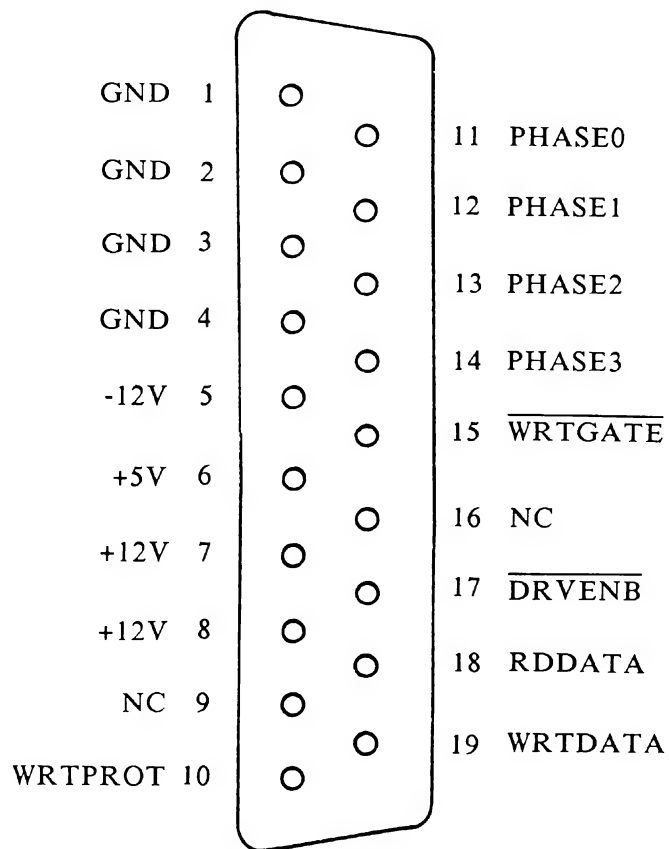 GND 1
11 PHASE0
GND 2
12 PHASE1
GND 3
13 PHASE2
GND 4
14 PHASE3
-12V 5
15 WRTGATE
+5V 6
16 NC
+12V 7
17 DRVENB
+12V 8
18 RDDATA
NC 9
19 WRTDATA
WRTPROT 10